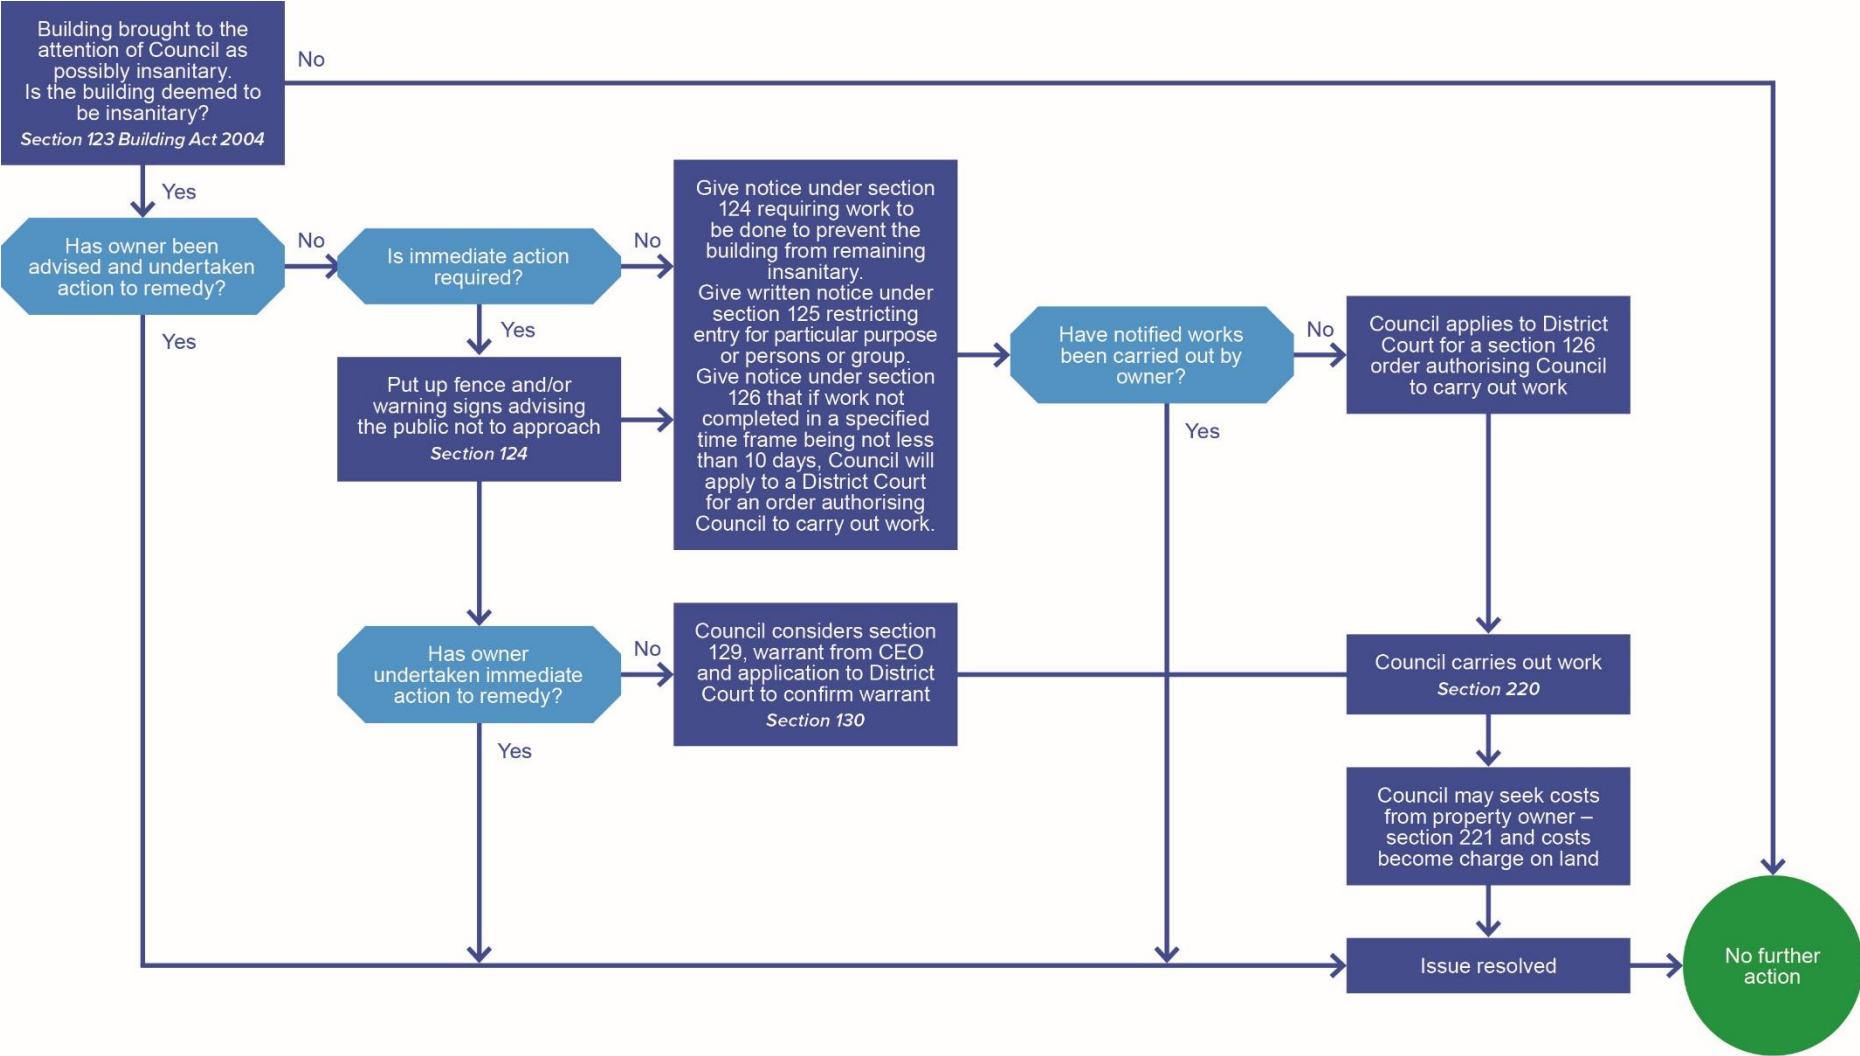 Building brought to the
attention of Council as
possibly insanitary.
Is the building deemed to
be insanitary?
Section 123 Building Act 2004
No
Yes
Has owner been
advised and undertaken
action to remedy?
No
Yes
Is immediate action
required?
No
Yes
Put up fence and/or
warning signs advising
the public not to approach
Section 124
Give notice under section
124 requiring work to
be done to prevent the
building from remaining
insanitary.
Give written notice under
section 125 restricting
entry for particular purpose
or persons or group.
Give notice under section
126 that if work not
completed in a specified
time frame being not less
than 10 days, Council will
apply to a District Court
for an order authorising
Council to carry out work.
Have notified works
been carried out by
owner?
No
Yes
Council applies to District
Court for a section 126
order authorising Council
to carry out work
Has owner
undertaken immediate
action to remedy?
No
Yes
Council considers section
129, warrant from CEO
and application to District
Court to confirm warrant
Section 130
Council carries out work
Section 220
Council may seek costs
from property owner –
section 221 and costs
become charge on land
Issue resolved
No further
action